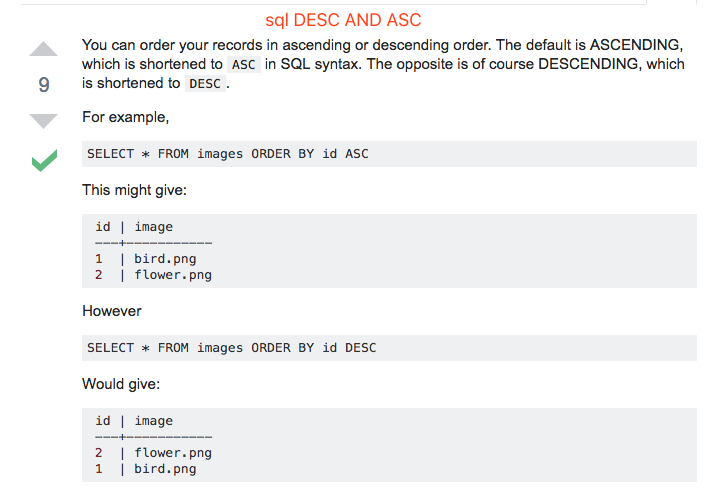 sql DESC AND ASC
You can order your records in ascending or descending order. The default is ASCENDING,
which is shortened to ASC in SQL syntax. The opposite is of course DESCENDING, which
is shortened to DESC .
9
For example,
SELECT * FROM images ORDER BY id ASC
This might give:
id | image
---+-----------
1 | bird.png
2 | flower.png
However
SELECT * FROM images ORDER BY id DESC
Would give:
id | image
---+-----------
2 | flower.png
1 | bird.png